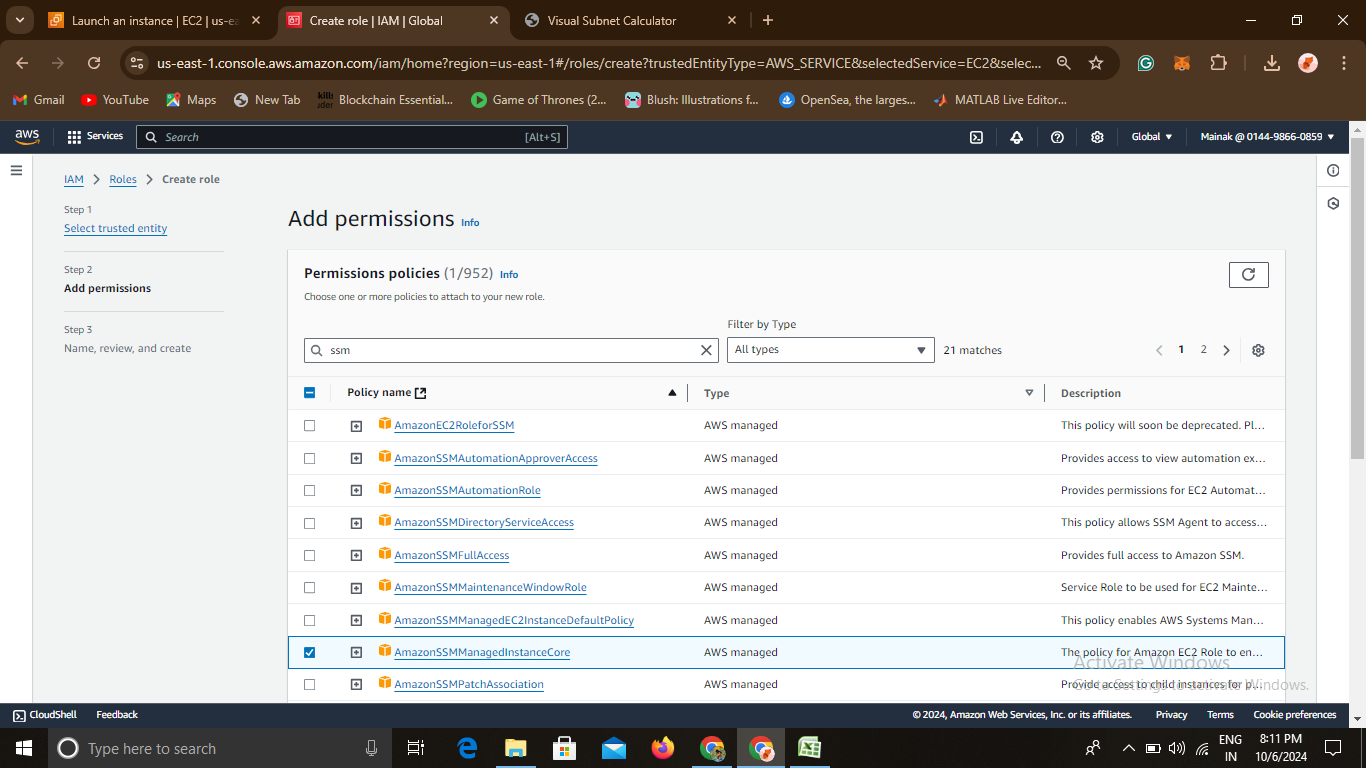 Launch an instance | EC2 | us-ea
Create role | IAM | Global
Visual Subnet Calculator
us-east-1.console.aws.amazon.com/iam/home?region=us-east-1#/roles/create?trustedEntityType=AWS_SERVICE&selectedService=EC2&selec...
Gmail
YouTube
Maps
New Tab
Blockchain Essential...
Game of Thrones (2...
Blush: Illustrations f...
OpenSea, the larges...
MATLAB Live Editor...
aws
Services
Search
[Alt+S]
Global
Mainak @ 0144-9866-0859
IAM
Roles
Create role
Step 1
Select trusted entity
Step 2
Add permissions
Step 3
Name, review, and create
Add permissions Info
Permissions policies (1/952) Info
Choose one or more policies to attach to your new role.
Filter by Type
ssm
All types
21 matches
1
2
Policy name
Type
Description
AmazonEC2RoleforSSM
AWS managed
This policy will soon be deprecated. Pl...
AmazonSSMAutomationApproverAccess
AWS managed
Provides access to view automation ex...
AmazonSSMAutomationRole
AWS managed
Provides permissions for EC2 Automat...
AmazonSSMDirectoryServiceAccess
AWS managed
This policy allows SSM Agent to access...
AmazonSSMFullAccess
AWS managed
Provides full access to Amazon SSM.
AmazonSSMMaintenanceWindowRole
AWS managed
Service Role to be used for EC2 Mainte...
AmazonSSMManagedEC2InstanceDefaultPolicy
AWS managed
This policy enables AWS Systems Man...
AmazonSSMManagedInstanceCore
AWS managed
The policy for Amazon EC2 Role to en...
Activate Windows
AmazonSSMPatchAssociation
AWS managed
Provide access to child instances for p...
Go to Settings to activate Windows.
CloudShell
Feedback
© 2024, Amazon Web Services, Inc. or its affiliates.
Privacy
Terms
Cookie preferences
Type here to search
ENG
IN
8:11 PM
10/6/2024